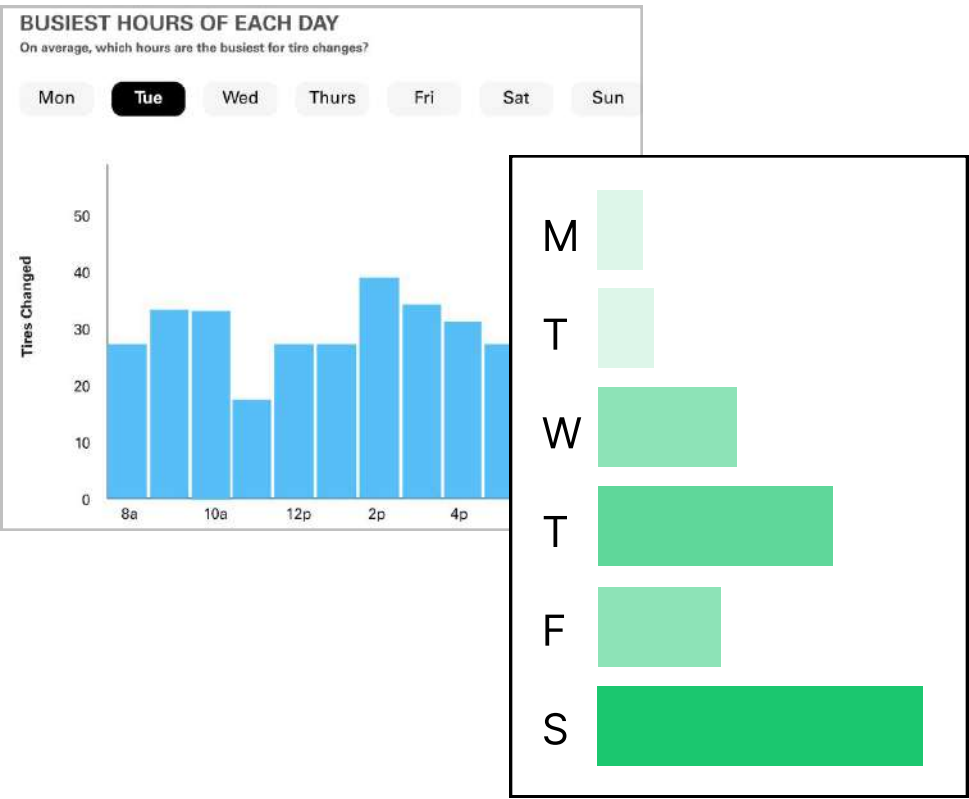 BUSIEST HOURS OF EACH DAY
On average, which hours are the busiest for tire changes?
Mon Tue Wed Thurs Fri Sat Sun
Tires Changed
50
40
30
20
10
0
8a 10a 12p 2p 4p
M
T
W
T
F
S